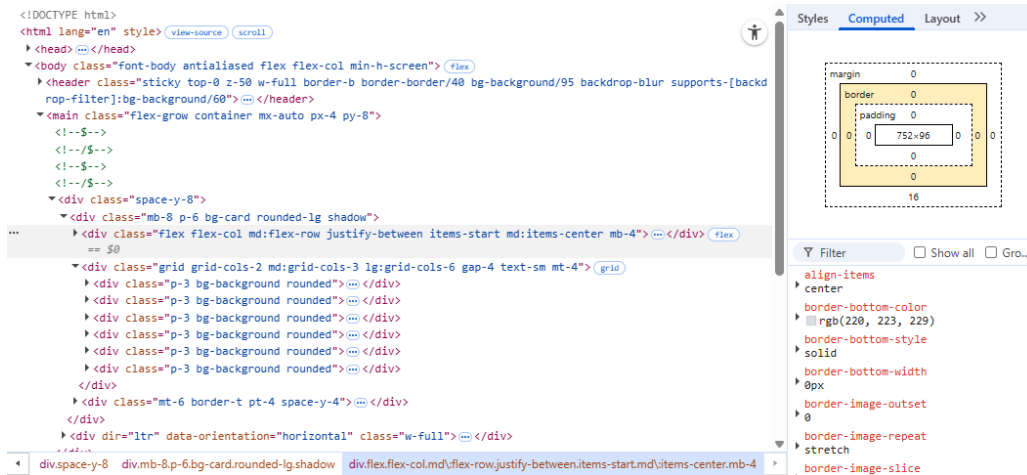 <!DOCTYPE html>
<html lang="en" style> view-source scroll
<head> ⋯ </head>
<body class="font-body antialiased flex flex-col min-h-screen"> flex
<header class="sticky top-0 z-50 w-full border-b border-border/40 bg-background/95 backdrop-blur supports-[backd
rop-filter]:bg-background/60"> ⋯ </header>
<main class="flex-grow container mx-auto px-4 py-8">
<!--$-->
<!--/$-->
<!--$-->
<!--/$-->
<div class="space-y-8">
<div class="mb-8 p-6 bg-card rounded-lg shadow">
<div class="flex flex-col md:flex-row justify-between items-start md:items-center mb-4"> ⋯ </div> flex
== $0
<div class="grid grid-cols-2 md:grid-cols-3 lg:grid-cols-6 gap-4 text-sm mt-4"> grid
<div class="p-3 bg-background rounded"> ⋯ </div>
<div class="p-3 bg-background rounded"> ⋯ </div>
<div class="p-3 bg-background rounded"> ⋯ </div>
<div class="p-3 bg-background rounded"> ⋯ </div>
<div class="p-3 bg-background rounded"> ⋯ </div>
<div class="p-3 bg-background rounded"> ⋯ </div>
</div>
<div class="mt-6 border-t pt-4 space-y-4"> ⋯ </div>
</div>
<div dir="ltr" data-orientation="horizontal" class="w-full"> ⋯ </div>
div.space-y-8 div.mb-8.p-6.bg-card.rounded-lg.shadow div.flex.flex-col.md\:flex-row.justify-between.items-start.md\:items-center.mb-4
Styles Computed Layout
margin 0
border 0
padding 0
0 0 0 752×96 0 0 0
0
0
16
Filter Show all Gro...
align-items
center
border-bottom-color
rgb(220, 223, 229)
border-bottom-style
solid
border-bottom-width
0px
border-image-outset
0
border-image-repeat
stretch
border-image-slice